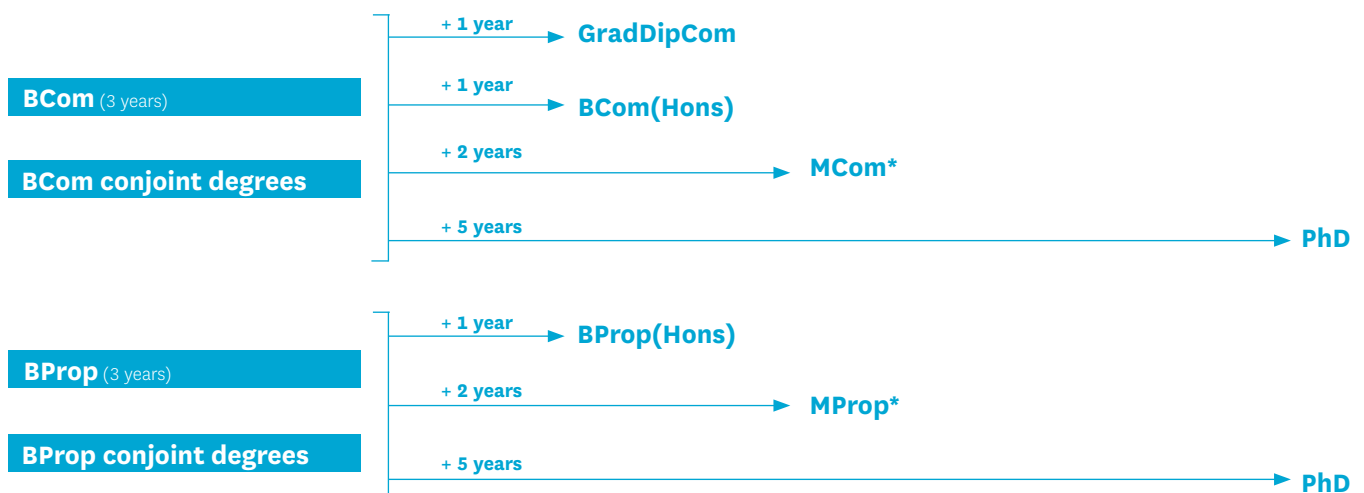 + 1 year
GradDipCom
BCom (3 years)
+ 1 year
BCom(Hons)
BCom conjoint degrees
+ 2 years
MCom*
+ 5 years
PhD
+ 1 year
BProp(Hons)
BProp (3 years)
+ 2 years
MProp*
BProp conjoint degrees
+ 5 years
PhD